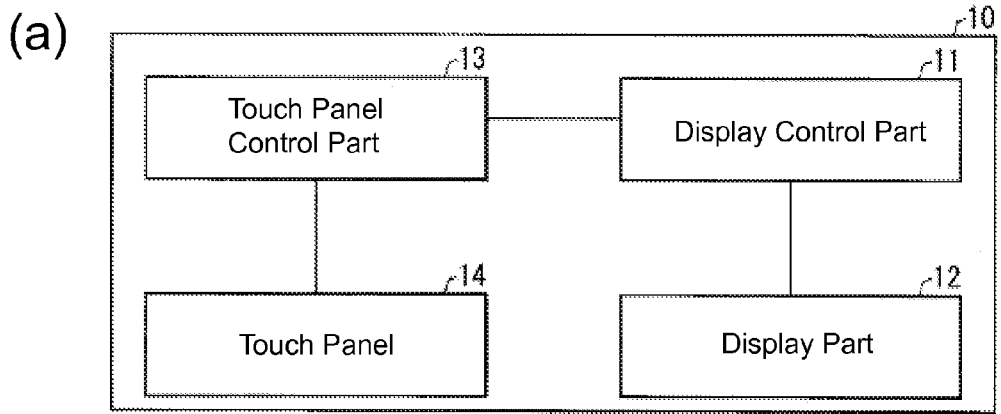 (a)
10
13
Touch Panel
Control Part
11
Display Control Part
14
Touch Panel
12
Display Part